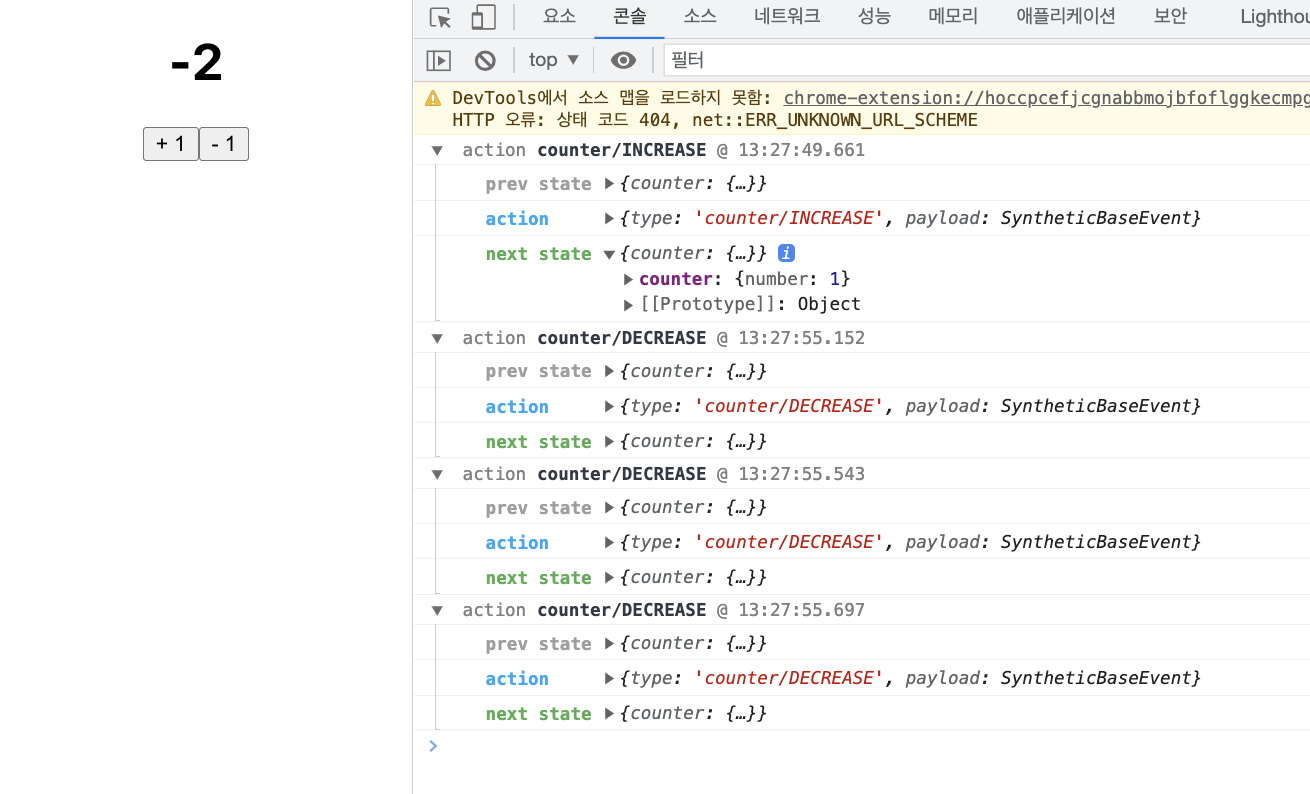 -2
+ 1 - 1
요소 콘솔 소스 네트워크 성능 메모리 애플리케이션 보안 Lighthou
top ▼ 필터
DevTools에서 소스 맵을 로드하지 못함: chrome-extension://hoccpcefjcgnabbmojbfoflggkecmpg
HTTP 오류: 상태 코드 404, net::ERR_UNKNOWN_URL_SCHEME
▼ action counter/INCREASE @ 13:27:49.661
prev state ▶{counter: {…}}
action ▶{type: 'counter/INCREASE', payload: SyntheticBaseEvent}
next state ▼{counter: {…}} i
▶counter: {number: 1}
▶[[Prototype]]: Object
▼ action counter/DECREASE @ 13:27:55.152
prev state ▶{counter: {…}}
action ▶{type: 'counter/DECREASE', payload: SyntheticBaseEvent}
next state ▶{counter: {…}}
▼ action counter/DECREASE @ 13:27:55.543
prev state ▶{counter: {…}}
action ▶{type: 'counter/DECREASE', payload: SyntheticBaseEvent}
next state ▶{counter: {…}}
▼ action counter/DECREASE @ 13:27:55.697
prev state ▶{counter: {…}}
action ▶{type: 'counter/DECREASE', payload: SyntheticBaseEvent}
next state ▶{counter: {…}}